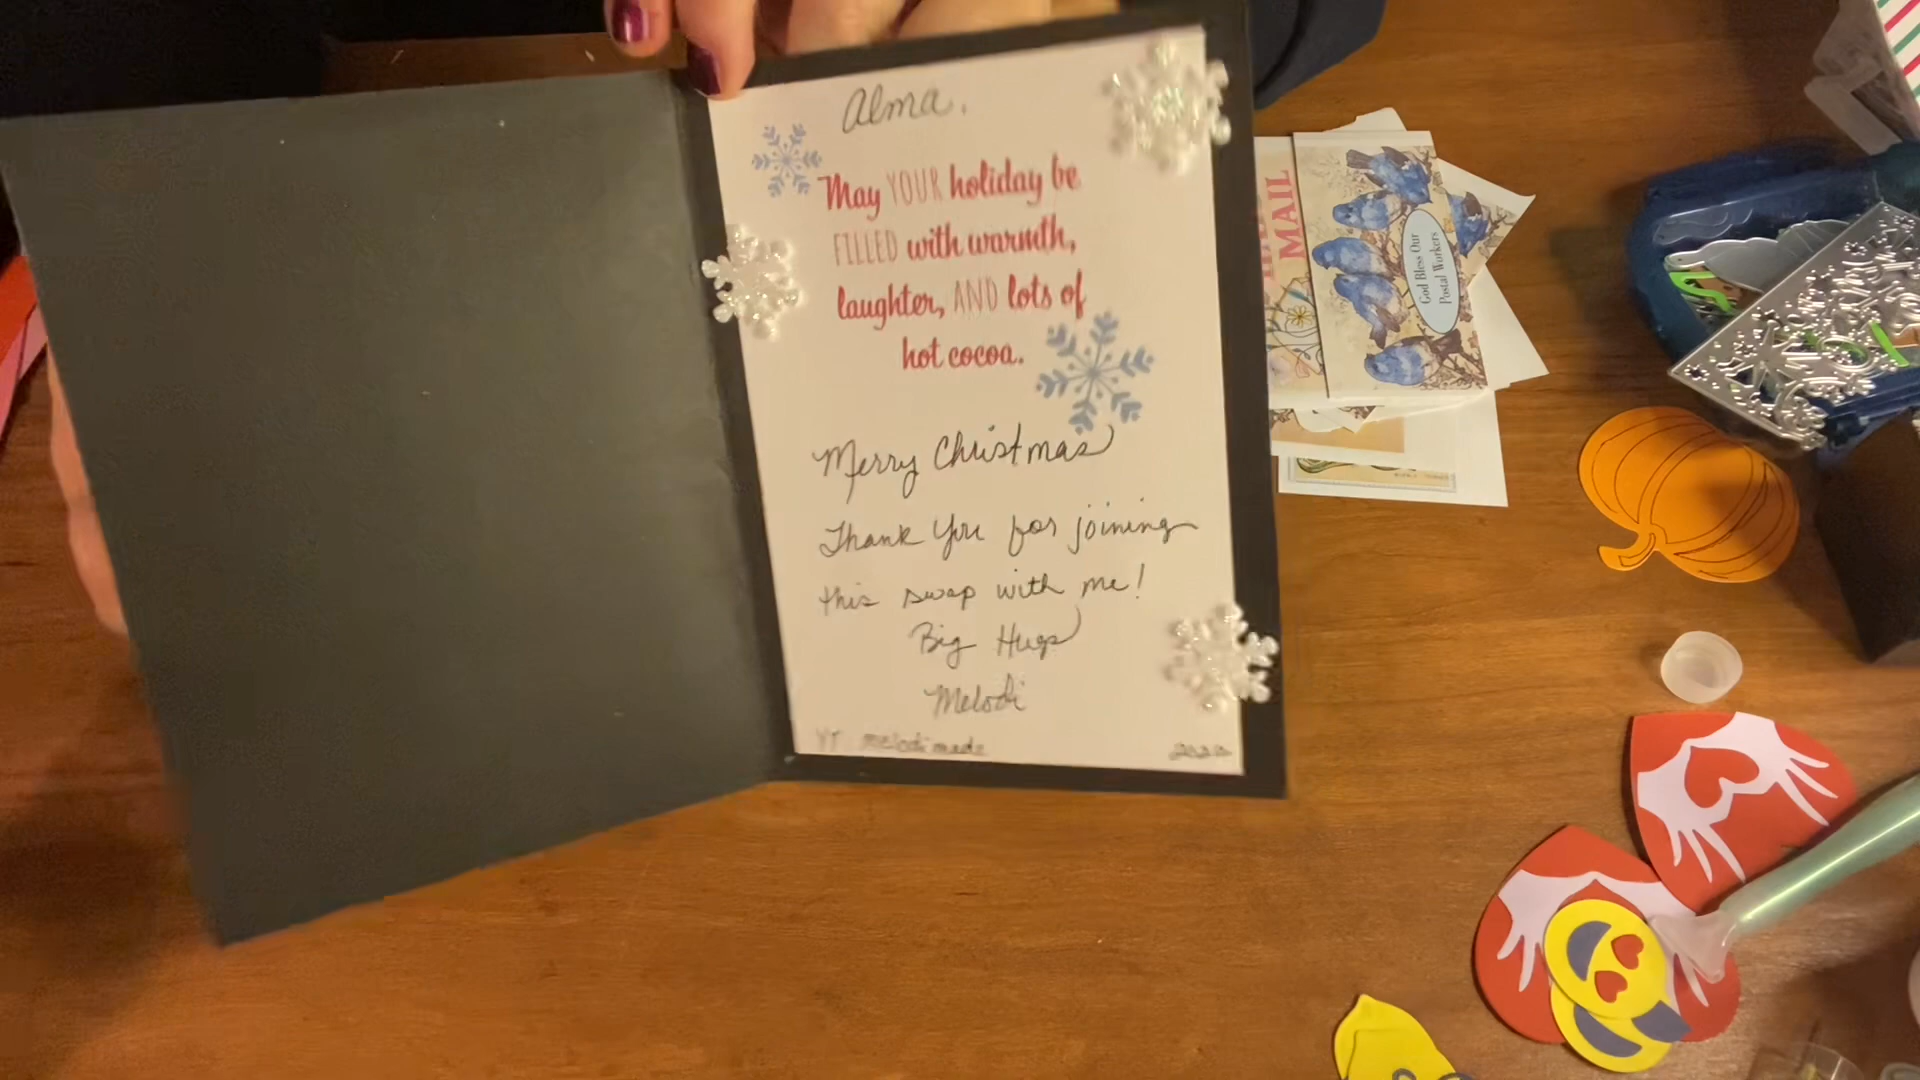 Alma.
May YOUR holiday be
FILLED with warmth,
laughter, AND lots of
hot cocoa.
Merry Christmas
Thank you for joining
this swap with me!
Big Hugs
Melodi
YT melodimade
MAIL
God Bless Our
Postal Workers